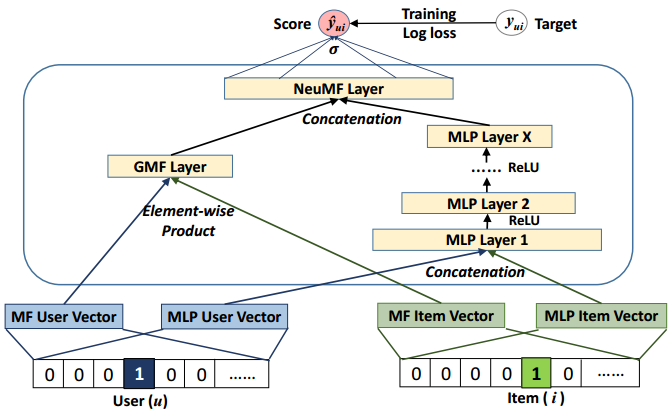 Score ŷui Training yui Target
Log loss
σ
NeuMF Layer
Concatenation
MLP Layer X
GMF Layer
...... ReLU
Element-wise
Product
MLP Layer 2
ReLU
MLP Layer 1
Concatenation
MF User Vector MLP User Vector MF Item Vector MLP Item Vector
0 0 0 1 0 0 ...... 0 0 0 0 1 0 ......
User (u) Item ( i )